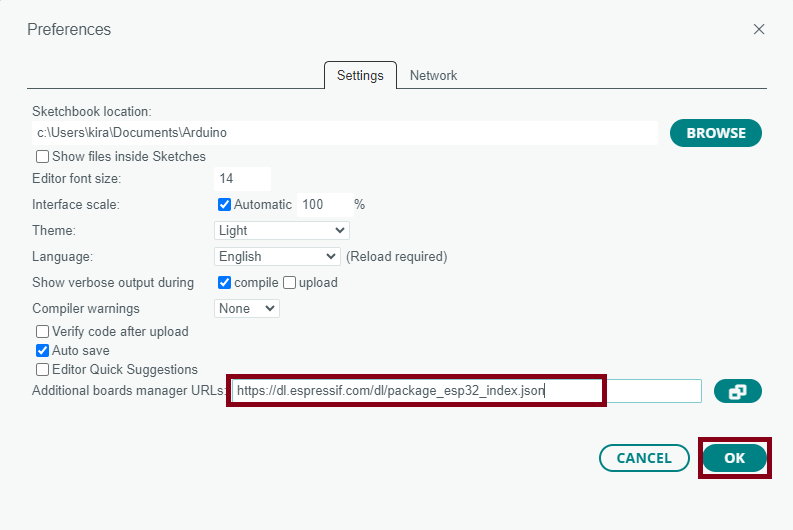 Preferences
Settings Network
Sketchbook location:
c:\Users\kira\Documents\Arduino
BROWSE
Show files inside Sketches
Editor font size: 14
Interface scale: Automatic 100 %
Theme: Light
Language: English (Reload required)
Show verbose output during compile upload
Compiler warnings None
Verify code after upload
Auto save
Editor Quick Suggestions
Additional boards manager URLs: https://dl.espressif.com/dl/package_esp32_index.json
CANCEL OK